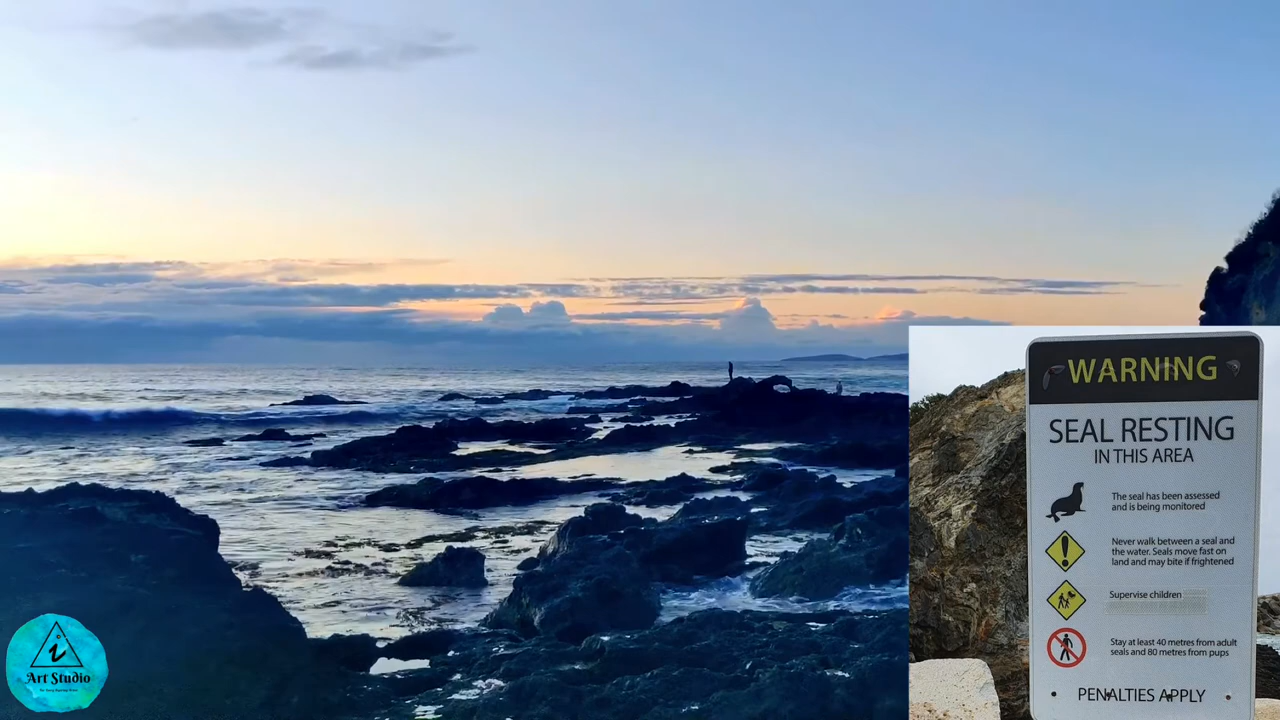 WARNING
SEAL RESTING
IN THIS AREA
The seal has been assessed
and is being monitored
Never walk between a seal and
the water. Seals move fast on
land and may bite if frightened
Supervise children
Stay at least 40 metres from adult
seals and 80 metres from pups
PENALTIES APPLY
i
Art Studio